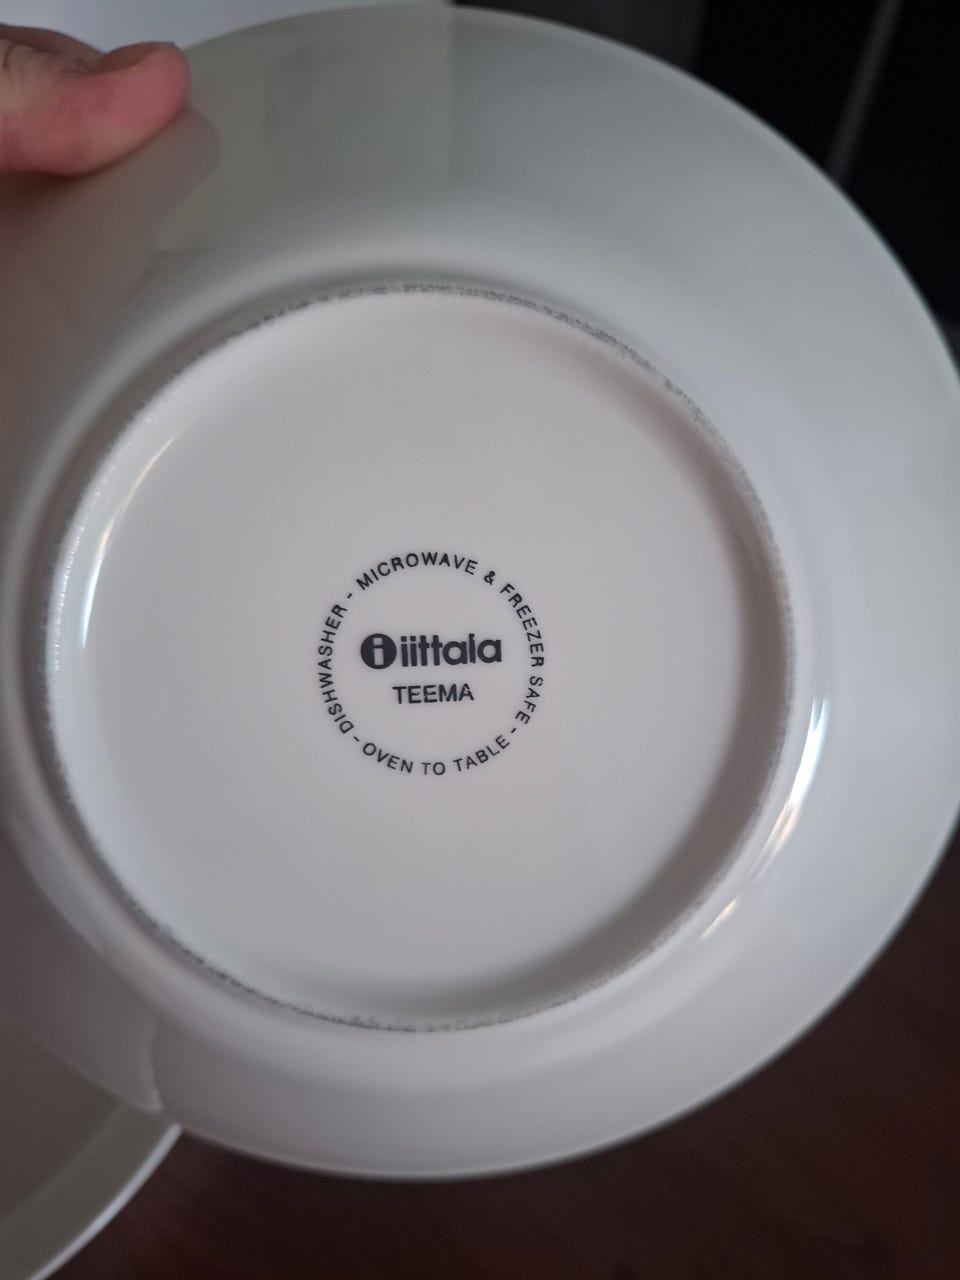 DISHWASHER - MICROWAVE & FREEZER SAFE - OVEN TO TABLE -
i iittala
TEEMA